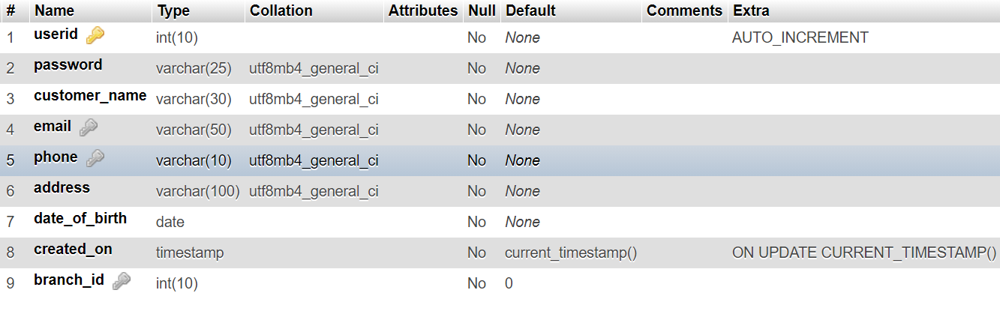 # Name Type Collation Attributes Null Default Comments Extra
1 userid int(10) No None AUTO_INCREMENT
2 password varchar(25) utf8mb4_general_ci No None
3 customer_name varchar(30) utf8mb4_general_ci No None
4 email varchar(50) utf8mb4_general_ci No None
5 phone varchar(10) utf8mb4_general_ci No None
6 address varchar(100) utf8mb4_general_ci No None
7 date_of_birth date No None
8 created_on timestamp No current_timestamp() ON UPDATE CURRENT_TIMESTAMP()
9 branch_id int(10) No 0